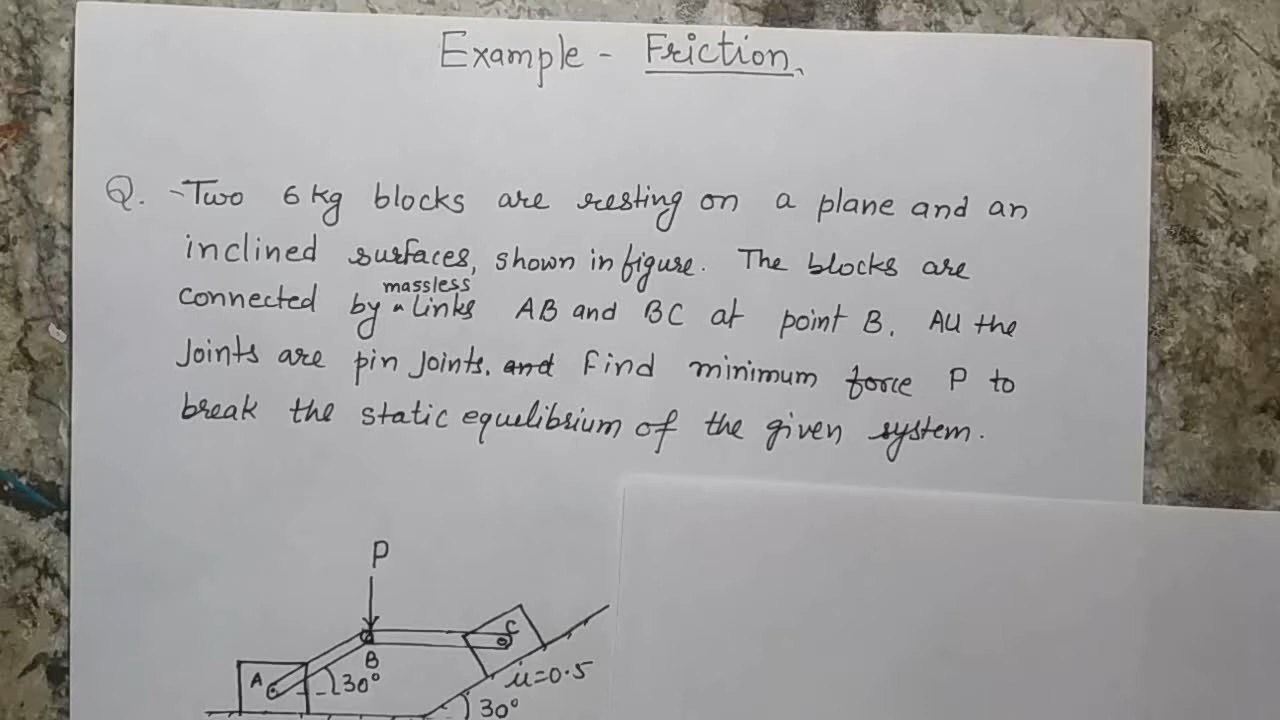 Example - Friction.
Q. Two 6 kg blocks are resting on a plane and an
inclined surfaces, shown in figure. The blocks are
massless
connected by links AB and BC at point B. All the
Joints are pin Joints. and Find minimum force P to
break the static equelibrium of the given system.
P
C
B
A
30°
μ=0.5
30°